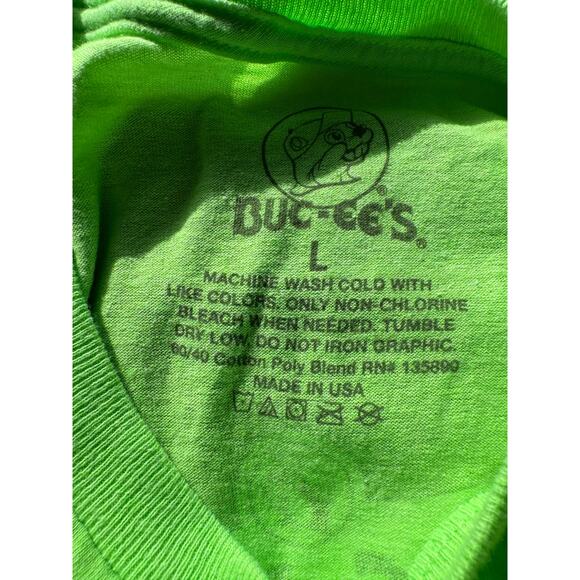 BUC-EE'S®
L
MACHINE WASH COLD WITH
LIKE COLORS. ONLY NON-CHLORINE
BLEACH WHEN NEEDED. TUMBLE
DRY LOW. DO NOT IRON GRAPHIC.
60/40 Cotton Poly Blend RN# 135890
MADE IN USA